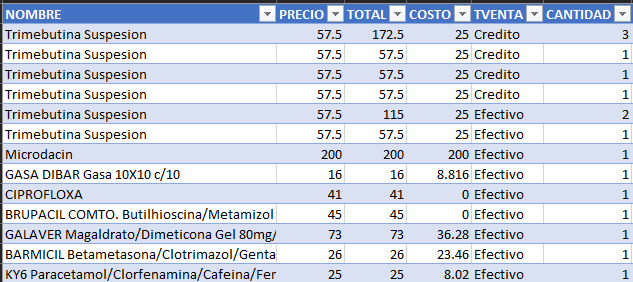 NOMBRE PRECIO TOTAL COSTO TVENTA CANTIDAD
Trimebutina Suspesion 57.5 172.5 25 Credito 3
Trimebutina Suspesion 57.5 57.5 25 Credito 1
Trimebutina Suspesion 57.5 57.5 25 Credito 1
Trimebutina Suspesion 57.5 57.5 25 Credito 1
Trimebutina Suspesion 57.5 115 25 Efectivo 2
Trimebutina Suspesion 57.5 57.5 25 Efectivo 1
Microdacin 200 200 200 Efectivo 1
GASA DIBAR Gasa 10X10 c/10 16 16 8.816 Efectivo 1
CIPROFLOXA 41 41 0 Efectivo 1
BRUPACIL COMTO. Butilhioscina/Metamizol 45 45 0 Efectivo 1
GALAVER Magaldrato/Dimeticona Gel 80mg/ 73 73 36.28 Efectivo 1
BARMICIL Betametasona/Clotrimazol/Genta 26 26 23.46 Efectivo 1
KY6 Paracetamol/Clorfenamina/Cafeina/Fer 25 25 8.02 Efectivo 1